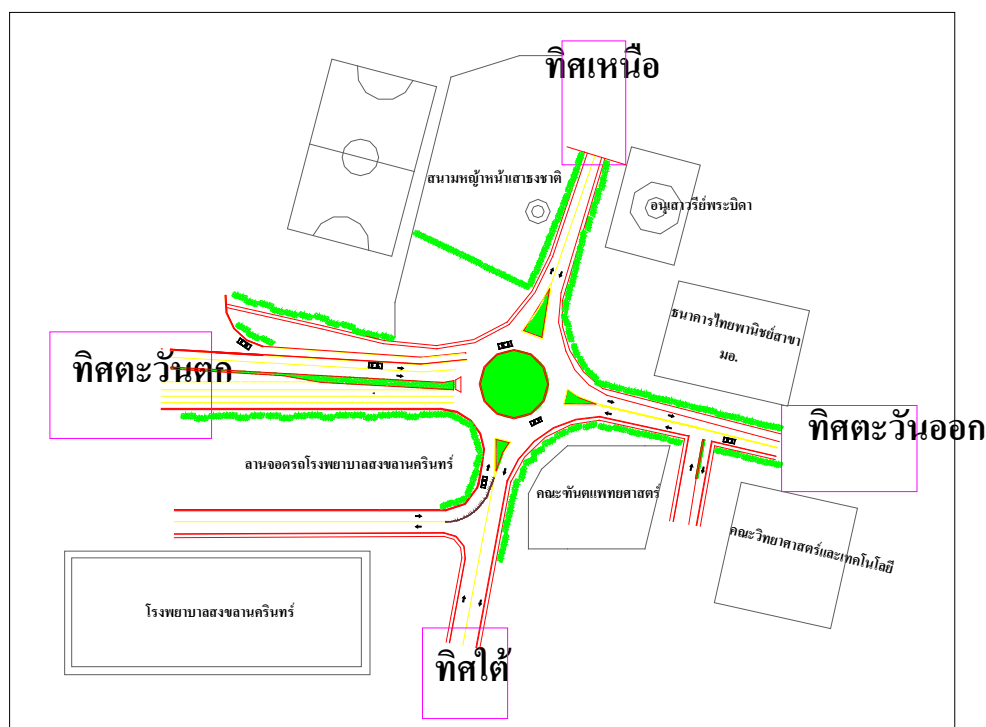 ทิศเหนือ
สนามหญ้าหน้าเสาธงชาติ
อนุเสาวรีย์พระบิดา
ธนาคารไทยพานิชย์สาขา
มอ.
ทิศตะวันตก
ทิศตะวันออก
ลานจอดรถโรงพยาบาลสงขลานครินทร์
คณะทันตแพทยศาสตร์
คณะวิทยาศาสตร์และเทคโนโลยี
โรงพยาบาลสงขลานครินทร์
ทิศใต้